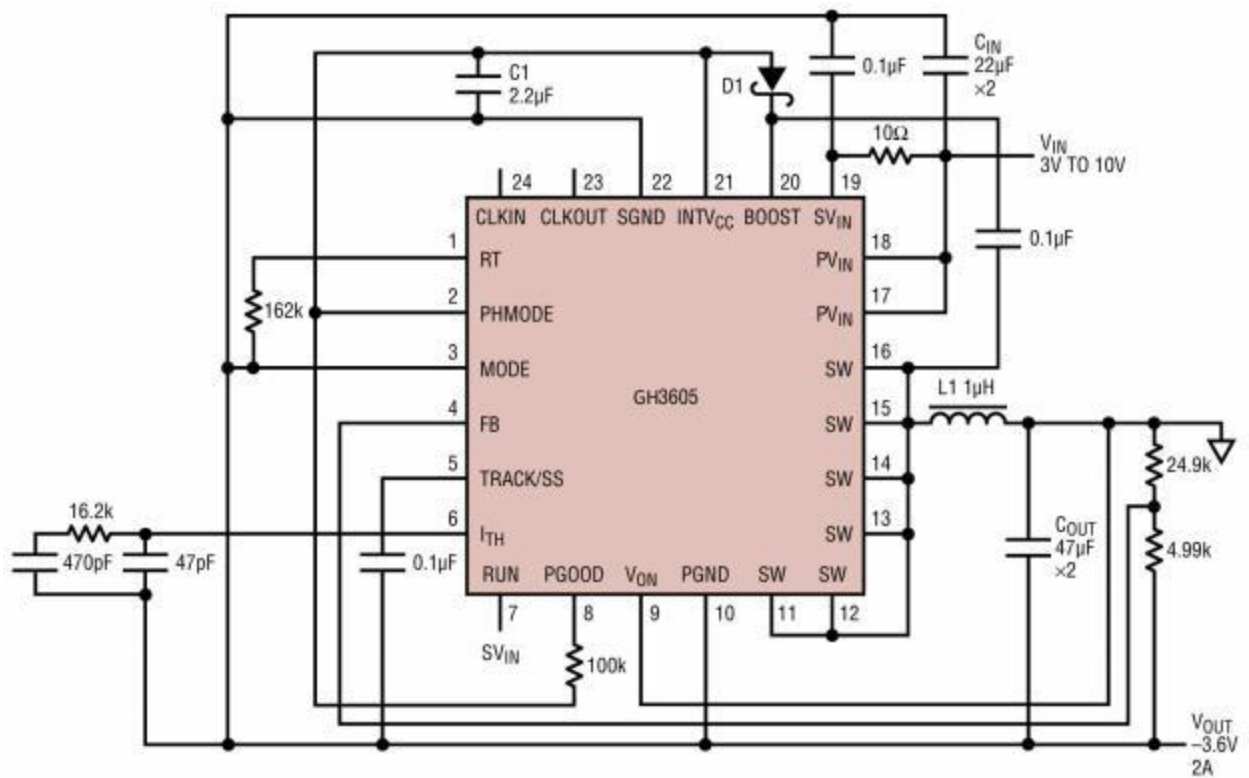 C1
2.2µF
D1
0.1µF
CIN
22µF
×2
10Ω
VIN
3V TO 10V
24
23
22
21
20
19
CLKIN
CLKOUT
SGND
INTVCC
BOOST
SVIN
0.1µF
1
RT
18
PVIN
162k
2
PHMODE
17
PVIN
3
MODE
16
SW
GH3605
L1 1µH
4
FB
15
SW
24.9k
5
TRACK/SS
14
SW
16.2k
6
ITH
13
SW
COUT
47µF
×2
4.99k
470pF
47pF
0.1µF
RUN
PGOOD
VON
PGND
SW
SW
7
8
9
10
11
12
SVIN
100k
VOUT
–3.6V
2A